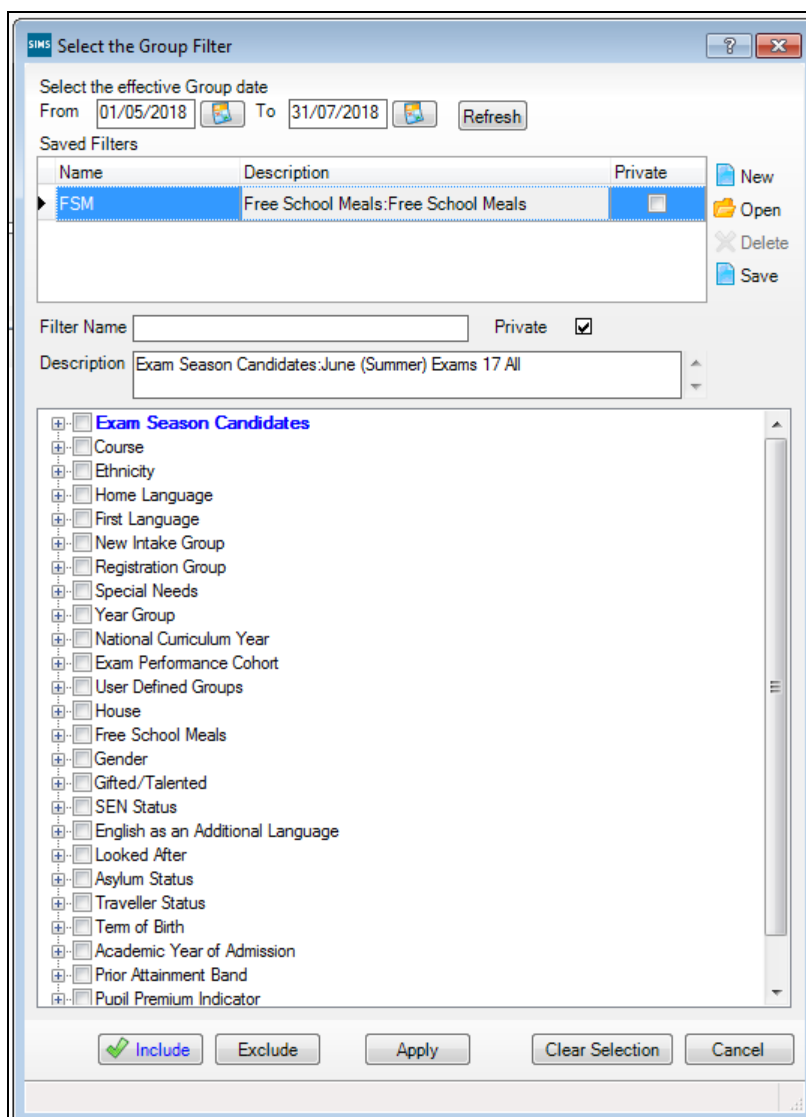 SIMS Select the Group Filter
Select the effective Group date
From 01/05/2018 To 31/07/2018 Refresh
Saved Filters
Name Description Private
FSM Free School Meals:Free School Meals
New
Open
Delete
Save
Filter Name Private
Description Exam Season Candidates:June (Summer) Exams 17 All
Exam Season Candidates
Course
Ethnicity
Home Language
First Language
New Intake Group
Registration Group
Special Needs
Year Group
National Curriculum Year
Exam Performance Cohort
User Defined Groups
House
Free School Meals
Gender
Gifted/Talented
SEN Status
English as an Additional Language
Looked After
Asylum Status
Traveller Status
Term of Birth
Academic Year of Admission
Prior Attainment Band
Pupil Premium Indicator
Include Exclude Apply Clear Selection Cancel